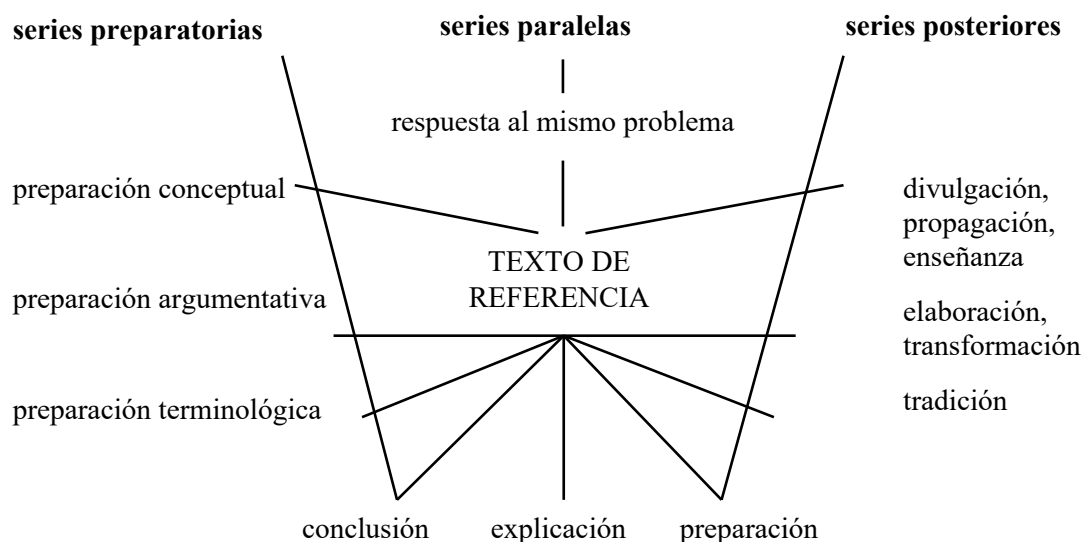 series preparatorias
series paralelas
series posteriores
respuesta al mismo problema
preparación conceptual
divulgación,
propagación,
enseñanza
TEXTO DE
REFERENCIA
preparación argumentativa
elaboración,
transformación
preparación terminológica
tradición
conclusión
explicación
preparación